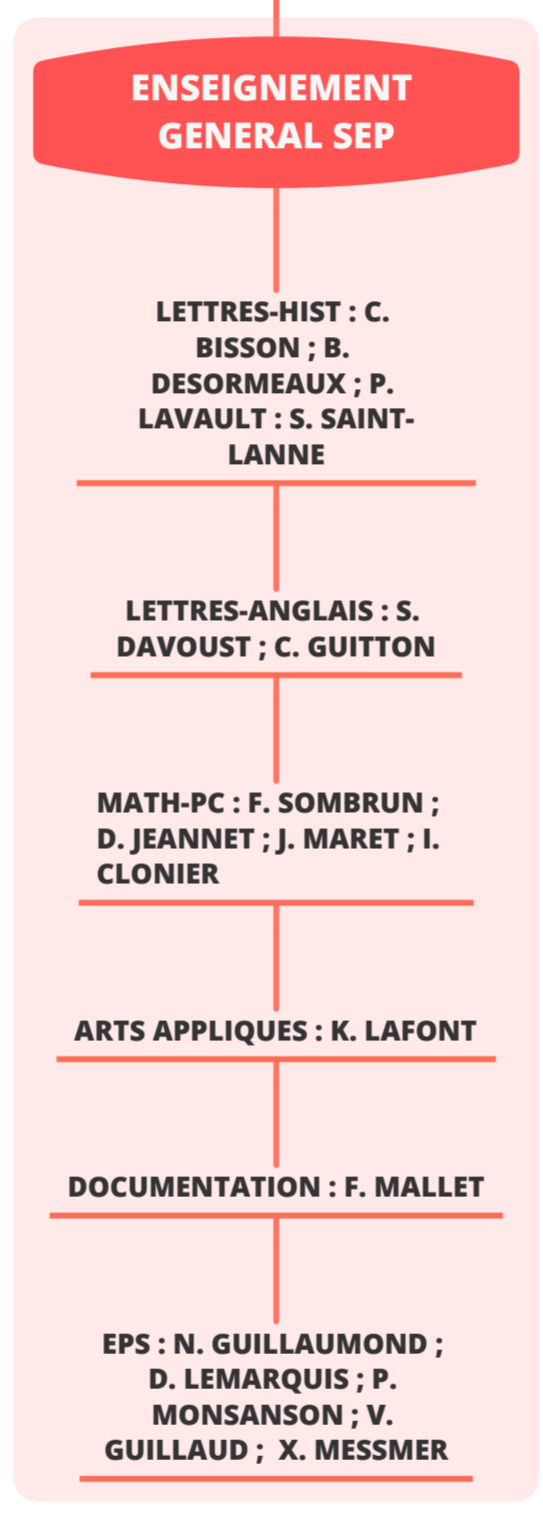 ENSEIGNEMENT
GENERAL SEP
LETTRES-HIST : C.
BISSON ; B.
DESORMEAUX ; P.
LAVAULT : S. SAINT-
LANNE
LETTRES-ANGLAIS : S.
DAVOUST ; C. GUITTON
MATH-PC : F. SOMBRUN ;
D. JEANNET ; J. MARET ; I.
CLONIER
ARTS APPLIQUES : K. LAFONT
DOCUMENTATION : F. MALLET
EPS : N. GUILLAUMOND ;
D. LEMARQUIS ; P.
MONSANSON ; V.
GUILLAUD ;  X. MESSMER